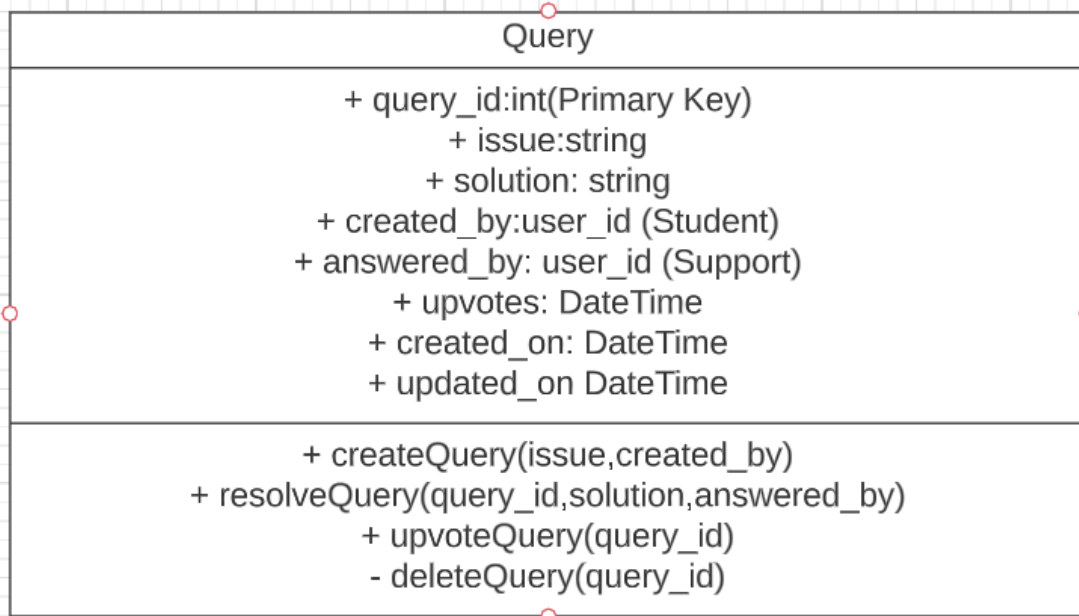 Query
+ query_id:int(Primary Key)
+ issue:string
+ solution: string
+ created_by:user_id (Student)
+ answered_by: user_id (Support)
+ upvotes: DateTime
+ created_on: DateTime
+ updated_on DateTime
+ createQuery(issue,created_by)
+ resolveQuery(query_id,solution,answered_by)
+ upvoteQuery(query_id)
- deleteQuery(query_id)